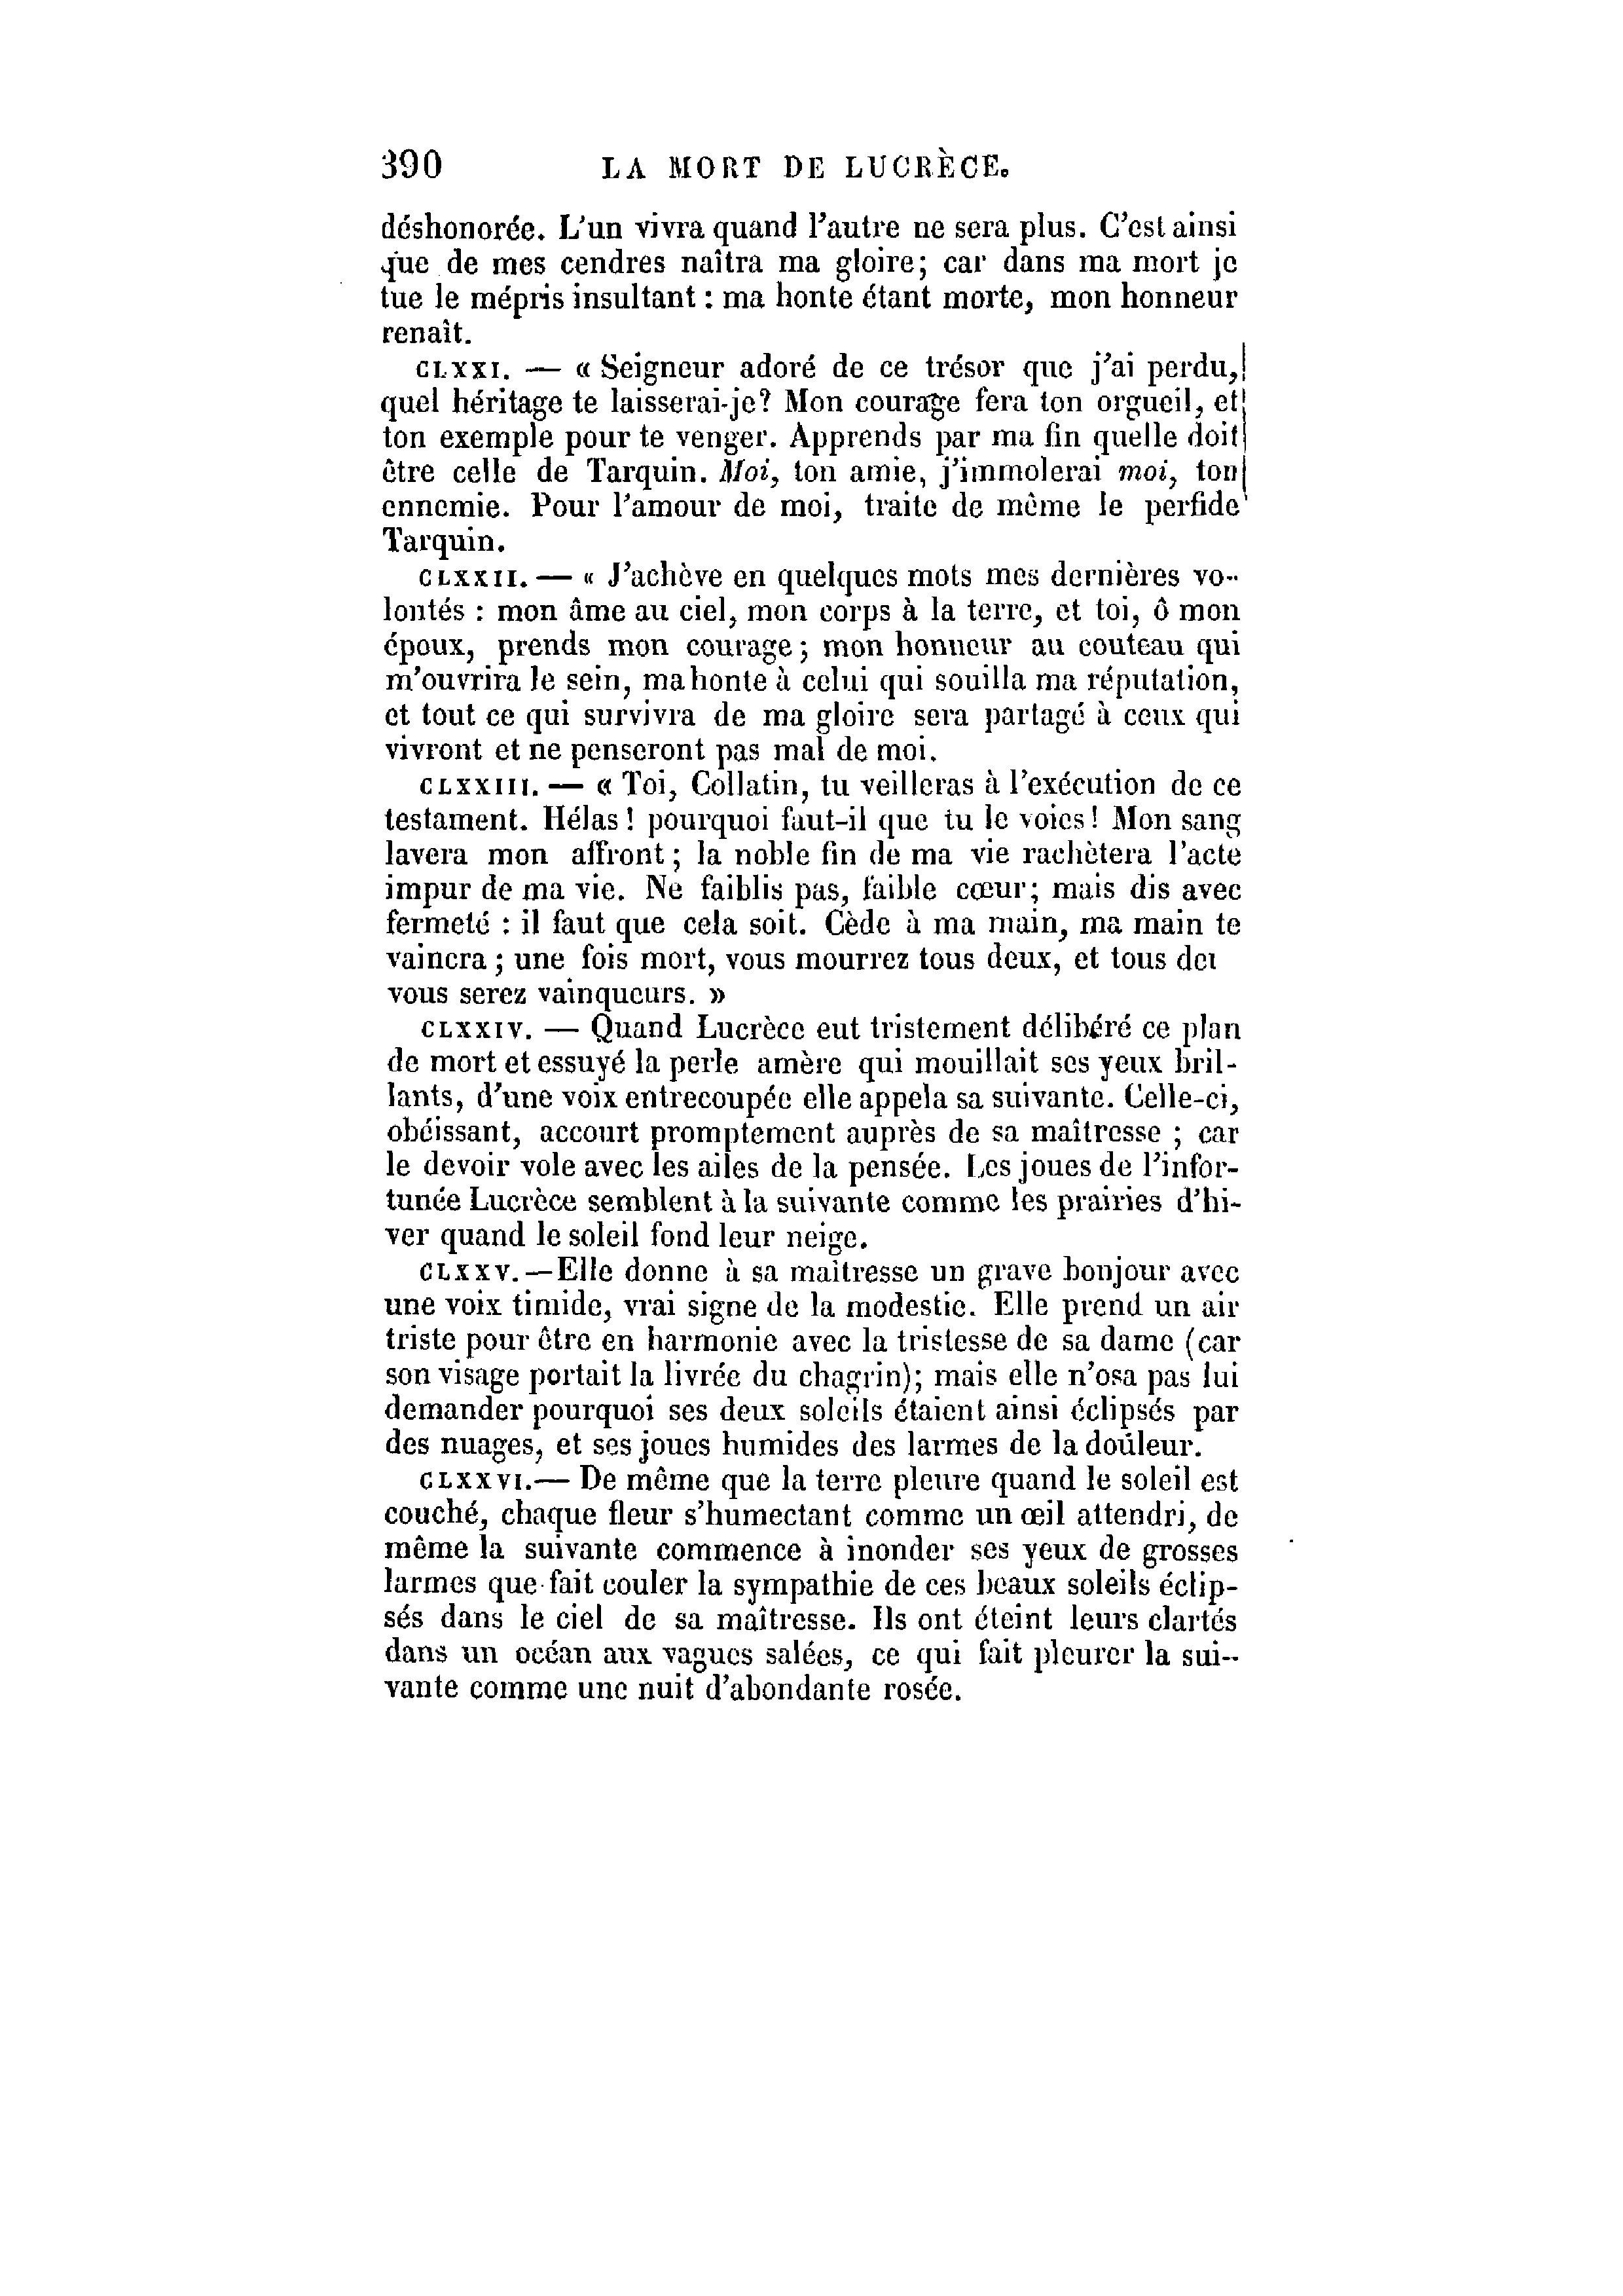 390 LA MORT DE LUCRÈCE.
déshonorée. L'un vivra quand l'autre ne sera plus. C'est ainsi
que de mes cendres naîtra ma gloire; car dans ma mort je
tue le mépris insultant : ma honte étant morte, mon honneur
renaît.
CLXXI. — « Seigneur adoré de ce trésor que j'ai perdu,
quel héritage te laisserai-je? Mon courage fera ton orgueil, et
ton exemple pour te venger. Apprends par ma fin quelle doit
être celle de Tarquin. Moi, ton amie, j'immolerai moi, ton
ennemie. Pour l'amour de moi, traite de même le perfide
Tarquin.
CLXXII. — « J'achève en quelques mots mes dernières vo-
lontés : mon âme au ciel, mon corps à la terre, et toi, ô mon
époux, prends mon courage; mon honneur au couteau qui
m'ouvrira le sein, ma honte à celui qui souilla ma réputation,
et tout ce qui survivra de ma gloire sera partagé à ceux qui
vivront et ne penseront pas mal de moi.
CLXXIII. — « Toi, Collatin, tu veilleras à l'exécution de ce
testament. Hélas! pourquoi faut-il que tu le voies! Mon sang
lavera mon affront; la noble fin de ma vie rachètera l'acte
impur de ma vie. Ne faiblis pas, faible cœur; mais dis avec
fermeté : il faut que cela soit. Cède à ma main, ma main te
vaincra; une fois mort, vous mourrez tous deux, et tous
vous serez vainqueurs. »
CLXXIV. — Quand Lucrèce eut tristement délibéré ce plan
de mort et essuyé la perle amère qui mouillait ses yeux bril-
lants, d'une voix entrecoupée elle appela sa suivante. Celle-ci,
obéissant, accourt promptement auprès de sa maîtresse; car
le devoir vole avec les ailes de la pensée. Les joues de l'infor-
tunée Lucrèce semblent à la suivante comme les prairies d'hi-
ver quand le soleil fond leur neige.
CLXXV. — Elle donne à sa maîtresse un grave bonjour avec
une voix timide, vrai signe de la modestie. Elle prend un air
triste pour être en harmonie avec la tristesse de sa dame (car
son visage portait la livrée du chagrin); mais elle n'osa pas lui
demander pourquoi ses deux soleils étaient ainsi éclipsés par
des nuages, et ses joues humides des larmes de la douleur.
CLXXVI. — De même que la terre pleure quand le soleil est
couché, chaque fleur s'humectant comme un œil attendri, de
même la suivante commence à inonder ses yeux de grosses
larmes que fait couler la sympathie de ces beaux soleils éclip-
sés dans le ciel de sa maîtresse. Ils ont éteint leurs clartés
dans un océan aux vagues salées, ce qui fait pleurer la sui-
vante comme une nuit d'abondante rosée.